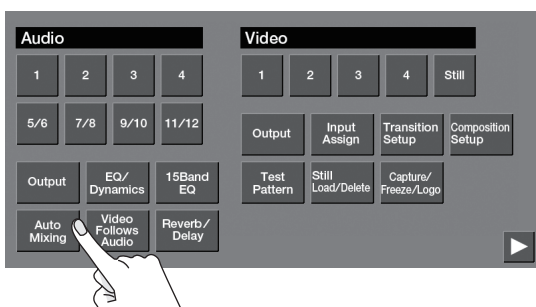 Audio
1 2 3 4
5/6 7/8 9/10 11/12
Output
EQ/
Dynamics
15Band
EQ
Auto
Mixing
Video
Follows
Audio
Reverb/
Delay
Video
1 2 3 4 Still
Output
Input
Assign
Transition
Setup
Composition
Setup
Test
Pattern
Still
Load/Delete
Capture/
Freeze/Logo